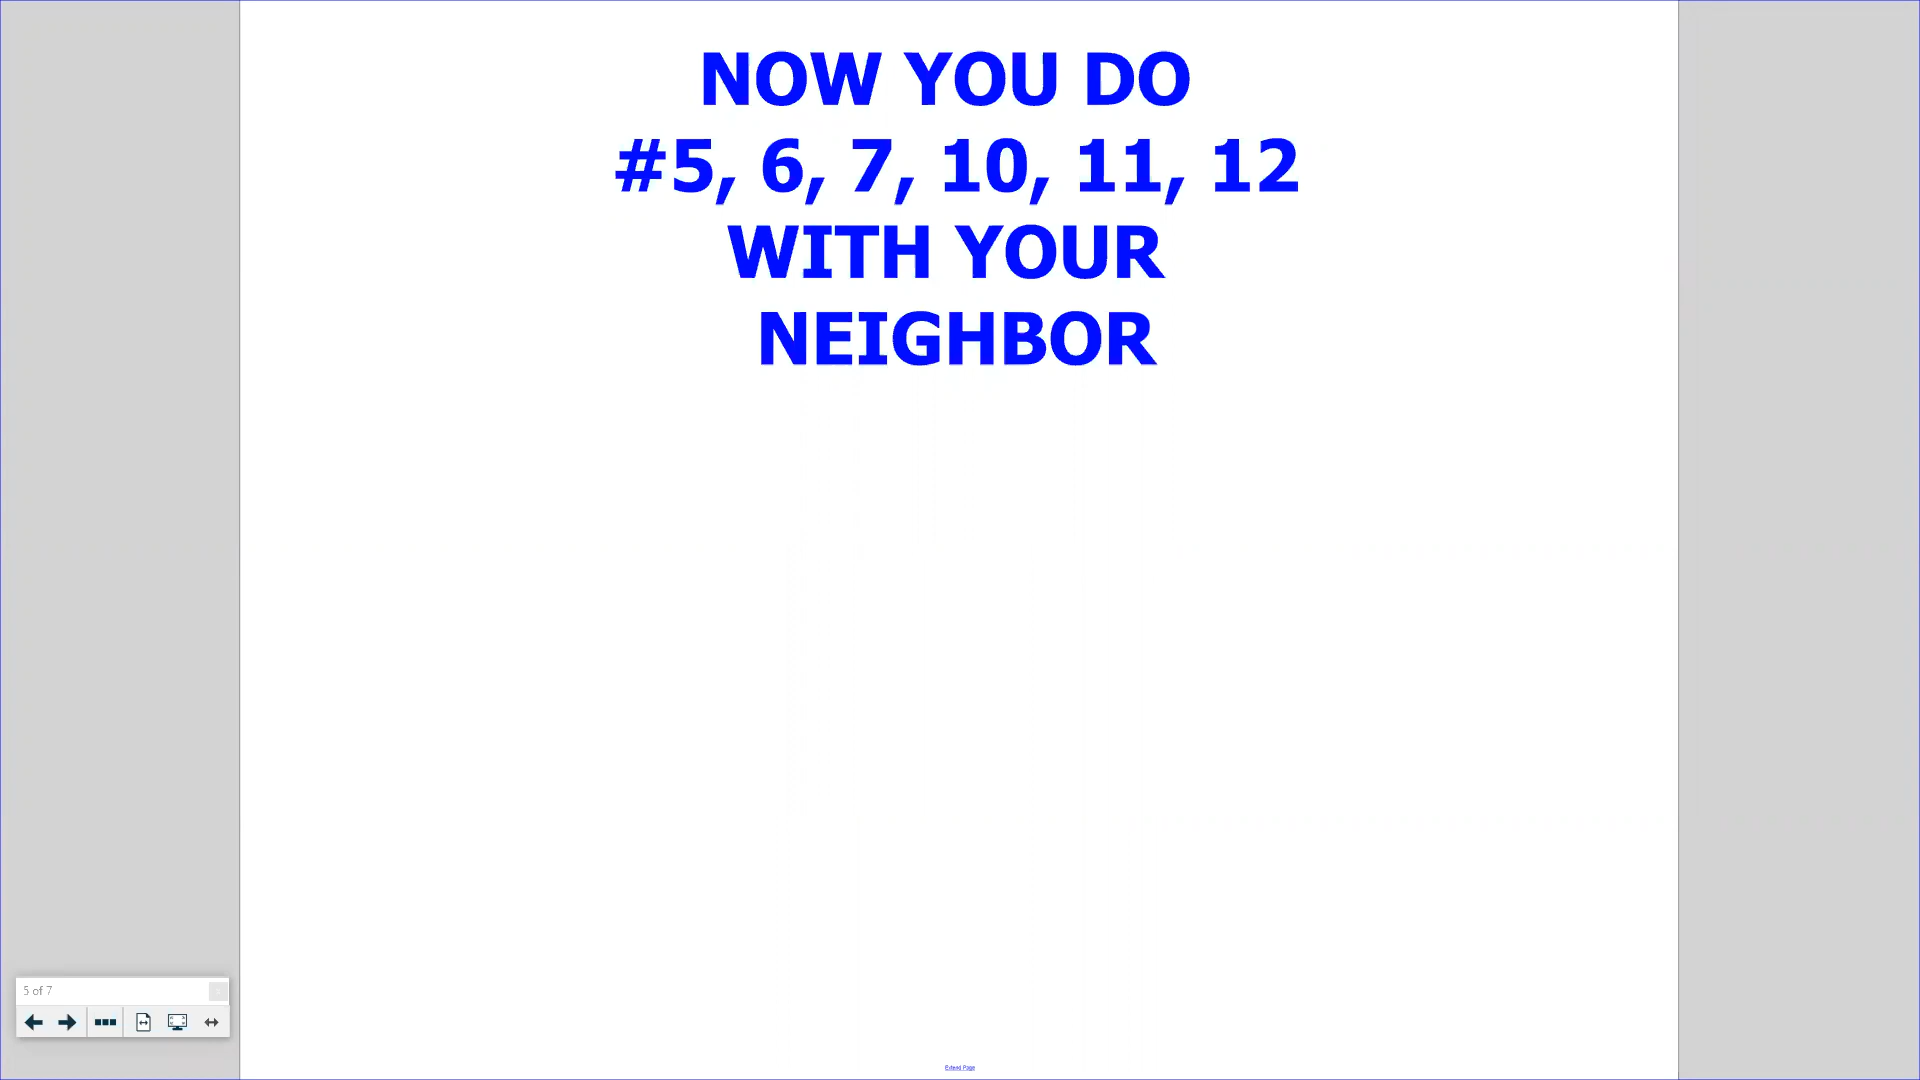 NOW YOU DO
#5, 6, 7, 10, 11, 12
WITH YOUR
NEIGHBOR
5 of 7
Extend Page